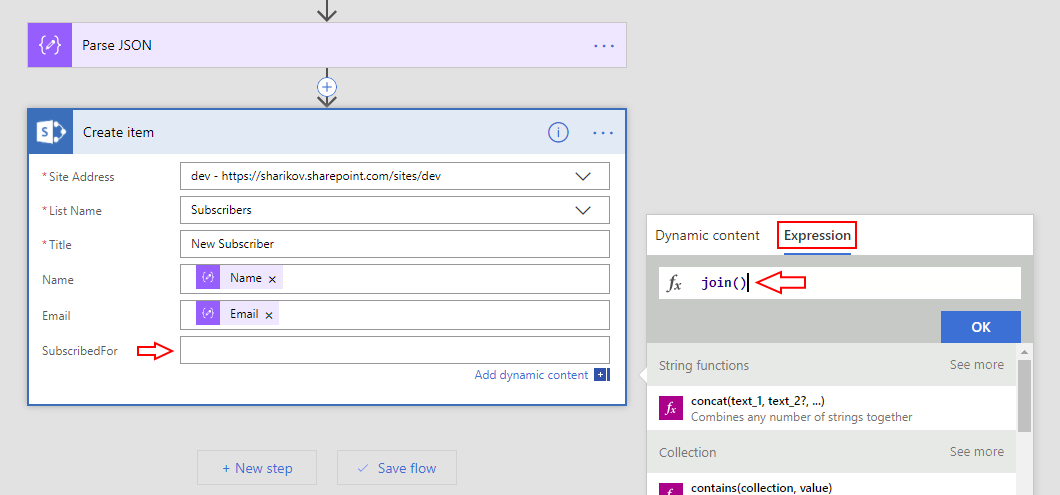 Parse JSON
Create item
* Site Address
dev - https://sharikov.sharepoint.com/sites/dev
* List Name
Subscribers
* Title
New Subscriber
Name
Name x
Email
Email x
SubscribedFor
Add dynamic content
+ New step
Save flow
Dynamic content
Expression
fx join()
OK
String functions
See more
fx concat(text_1, text_2?, ...)
Combines any number of strings together
Collection
See more
contains(collection, value)